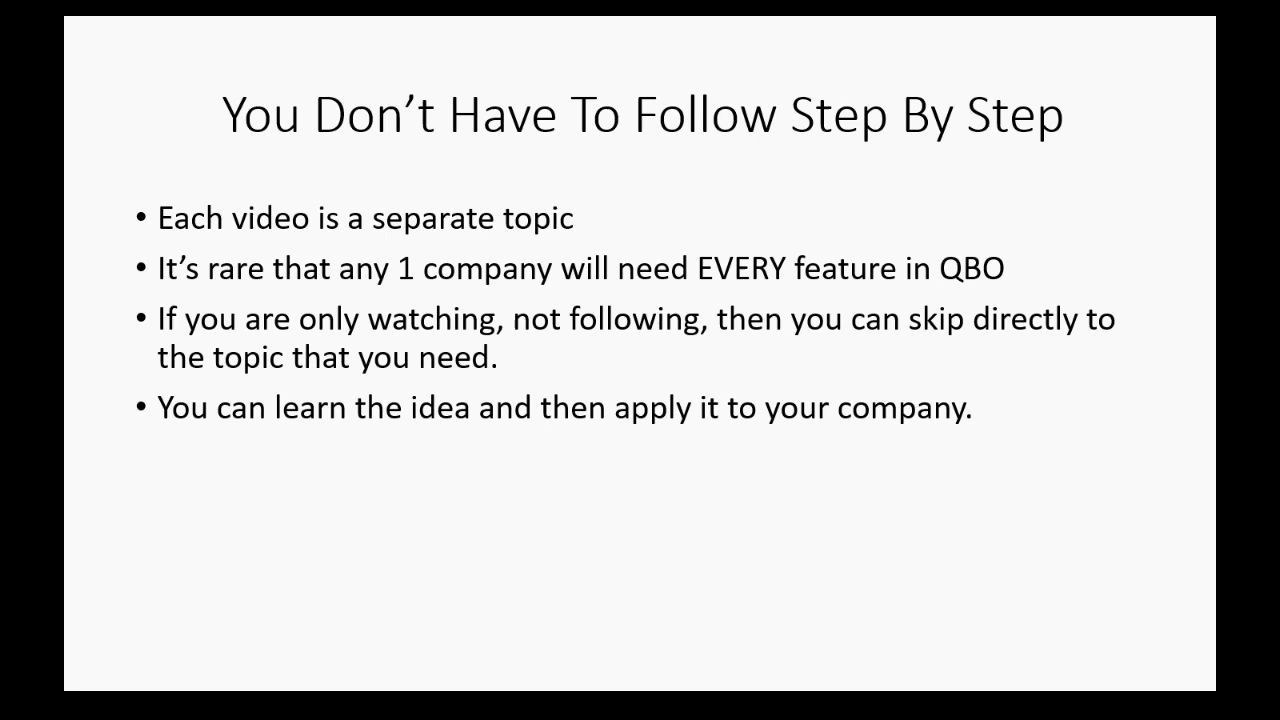 You Don’t Have To Follow Step By Step
• Each video is a separate topic
• It’s rare that any 1 company will need EVERY feature in QBO
• If you are only watching, not following, then you can skip directly to
the topic that you need.
• You can learn the idea and then apply it to your company.